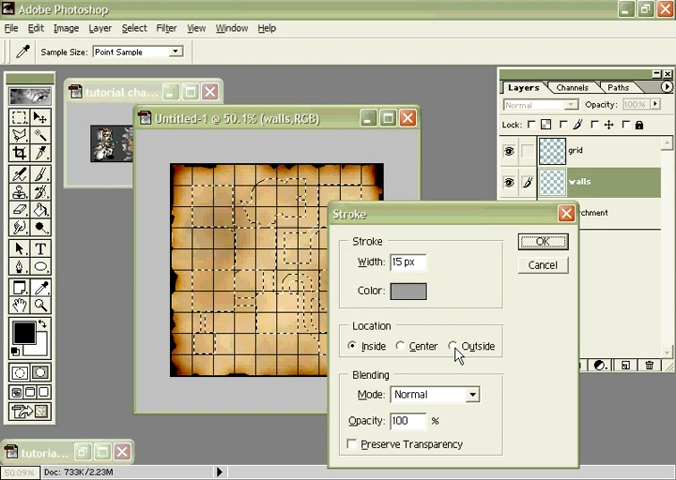 Adobe Photoshop
File Edit Image Layer Select Filter View Window Help
Sample Size: Point Sample
tutorial cha...
Untitled-1 @ 50.1% (walls,RGB)
Layers Channels Paths
Normal Opacity: 100%
Lock:
grid
walls
archment
Stroke
Stroke
Width: 15 px
Color:
OK
Cancel
Location
Inside Center Outside
Blending
Mode: Normal
Opacity: 100 %
Preserve Transparency
tutoria...
50.09% Doc: 733K/2.23M